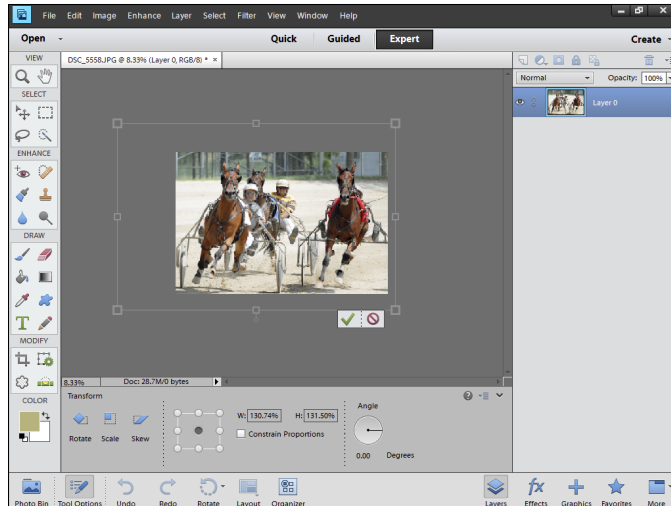 File Edit Image Enhance Layer Select Filter View Window Help
Open Quick Guided Expert Create
VIEW
DSC_5558.JPG @ 8.33% (Layer 0, RGB/8) * ×
SELECT
Normal Opacity: 100%
Layer 0
ENHANCE
DRAW
T
MODIFY
8.33% Doc: 28.7M/0 bytes
COLOR
Transform
Rotate Scale Skew
W: 130.74% H: 131.50%
Constrain Proportions
Angle
0.00 Degrees
fx
Photo Bin Tool Options Undo Redo Rotate Layout Organizer Layers Effects Graphics Favorites More